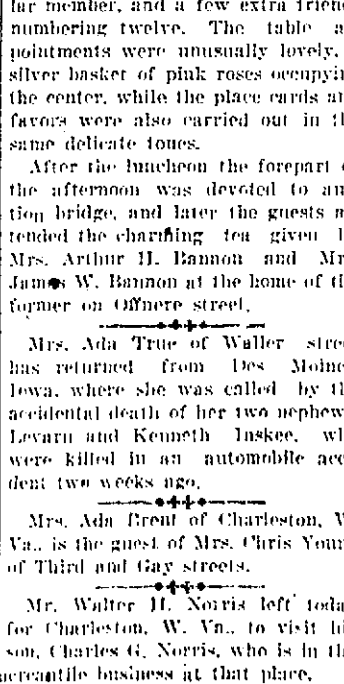 lar member, and a few extra friend
numbering twelve. The table a
pointments were unusually lovely,
silver basket of pink roses occupyin
the center, while the place cards an
favors were also carried out in th
same delicate tones.
After the luncheon the forepart o
the afternoon was devoted to auc
tion bridge, and later the guests a
tended the charming tea given b
Mrs. Arthur H. Bannon and Mr
James W. Bannon at the home of th
former on Offnere street.
Mrs. Ada True of Waller stree
has returned from Des Moine
Iowa, where she was called by th
accidental death of her two nephew
and Kenneth Inskee, wh
were killed in an automobile acc
dent two weeks ago.
Mrs. Ada Brent of Charleston, W
Va., is the guest of Mrs. Chris Youn
of Third and Gay streets.
Mr. Walter H. Norris left toda
for Charleston, W. Va., to visit hi
son, Charles G. Norris, who is in th
mercantile business at that place.